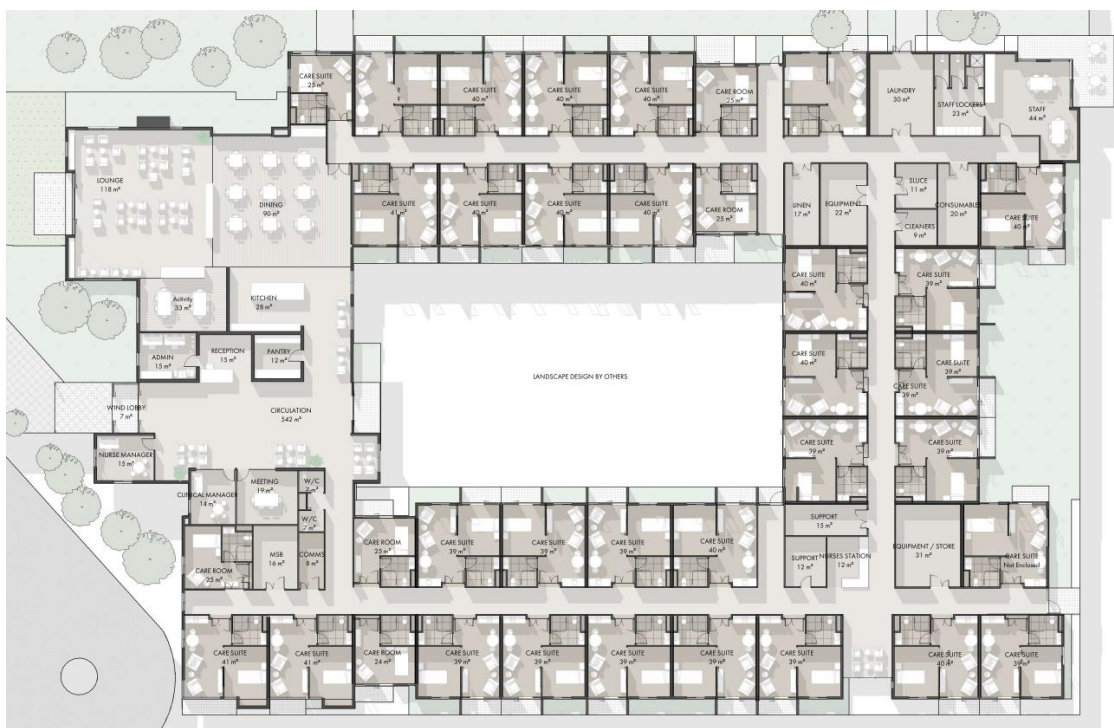 CARE SUITE
25 m²
CARE SUITE
40 m²
CARE SUITE
40 m²
CARE SUITE
40 m²
CARE ROOM
25 m²
LAUNDRY
30 m²
STAFF LOCKERS
23 m²
STAFF
44 m²
LOUNGE
118 m²
DINING
90 m²
CARE SUITE
41 m²
CARE SUITE
40 m²
CARE SUITE
40 m²
CARE SUITE
40 m²
CARE ROOM
25 m²
LINEN
17 m²
EQUIPMENT
22 m²
SLUCE
11 m²
CLEANERS
9 m²
CONSUMABLES
20 m²
CARE SUITE
40 m²
Activity
33 m²
KITCHEN
28 m²
CARE SUITE
40 m²
CARE SUITE
39 m²
ADMIN
15 m²
RECEPTION
15 m²
PANTRY
12 m²
LANDSCAPE DESIGN BY OTHERS
CARE SUITE
40 m²
CARE SUITE
39 m²
CARE SUITE
39 m²
WIND LOBBY
7 m²
CIRCULATION
542 m²
NURSE MANAGER
15 m²
CARE SUITE
39 m²
CARE SUITE
39 m²
CLINICAL MANAGER
14 m²
MEETING
19 m²
W/C
7 m²
W/C
7 m²
SUPPORT
15 m²
CARE ROOM
25 m²
MSB
16 m²
COMMS
8 m²
CARE ROOM
25 m²
CARE SUITE
39 m²
CARE SUITE
39 m²
CARE SUITE
39 m²
CARE SUITE
40 m²
SUPPORT
12 m²
NURSES STATION
12 m²
EQUIPMENT / STORE
31 m²
CARE SUITE
Not Enclosed
CARE SUITE
41 m²
CARE SUITE
41 m²
CARE ROOM
24 m²
CARE SUITE
39 m²
CARE SUITE
39 m²
CARE SUITE
39 m²
CARE SUITE
39 m²
CARE SUITE
39 m²
CARE SUITE
40 m²
CARE SUITE
39 m²